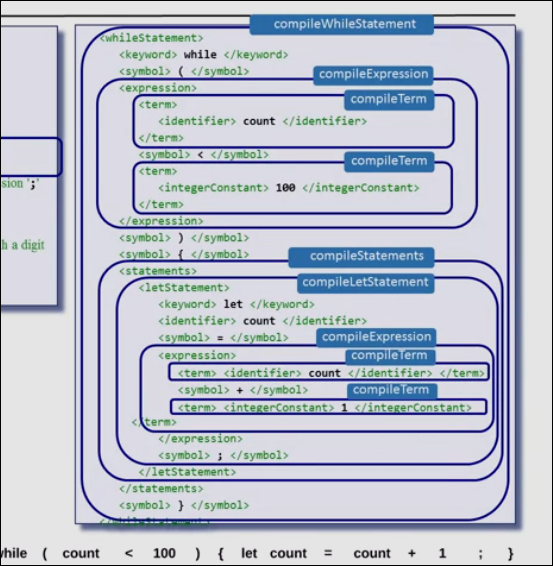 compileWhileStatement
<whileStatement>
<keyword> while </keyword>
<symbol> ( </symbol>
compileExpression
<expression>
compileTerm
<term>
<identifier> count </identifier>
</term>
<symbol> < </symbol>
compileTerm
<term>
<integerConstant> 100 </integerConstant>
</term>
</expression>
<symbol> ) </symbol>
<symbol> { </symbol>
compileStatements
<statements>
compileLetStatement
<letStatement>
<keyword> let </keyword>
<identifier> count </identifier>
<symbol> = </symbol>
compileExpression
<expression>
compileTerm
<term> <identifier> count </identifier> </term>
<symbol> + </symbol>
compileTerm
<term> <integerConstant> 1 </integerConstant>
</term>
</expression>
<symbol> ; </symbol>
</letStatement>
</statements>
<symbol> } </symbol>
</whileStatement>
sion ';'
h a digit
while ( count < 100 ) { let count = count + 1 ; }